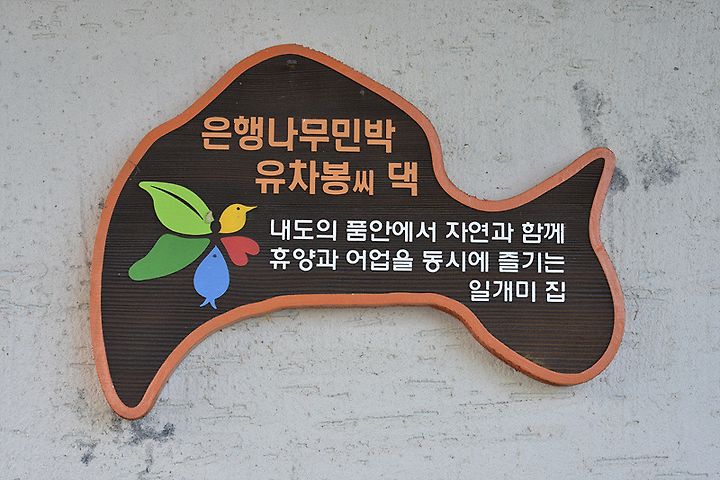 은행나무민박
유차봉씨 댁
내도의 품안에서 자연과 함께
휴양과 어업을 동시에 즐기는
일개미 집